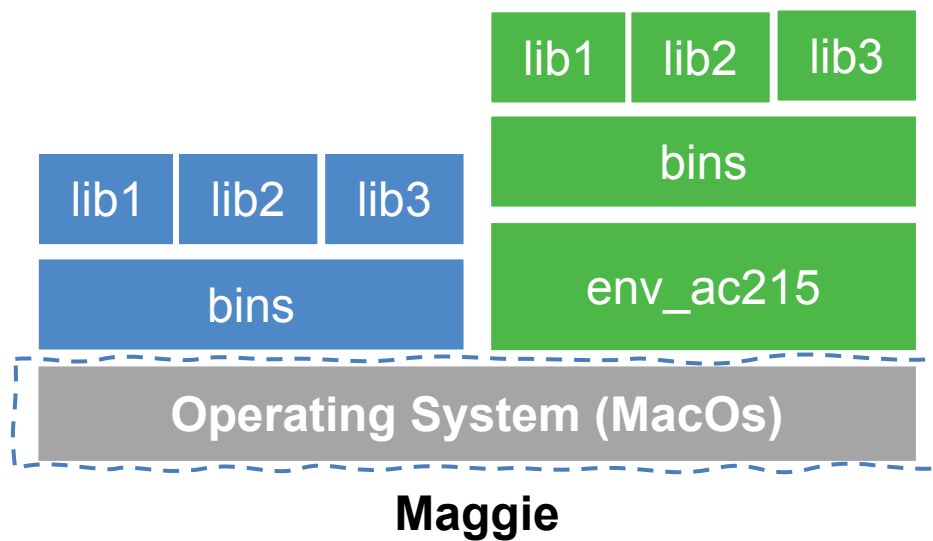 lib1 lib2 lib3
bins
env_ac215
lib1 lib2 lib3
bins
Operating System (MacOs)
Maggie